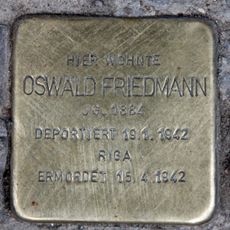 HIER WOHNTE
OSWALD FRIEDMANN
JG. 1884
DEPORTIERT 19.1.1942
RIGA
ERMORDET 15.4.1942